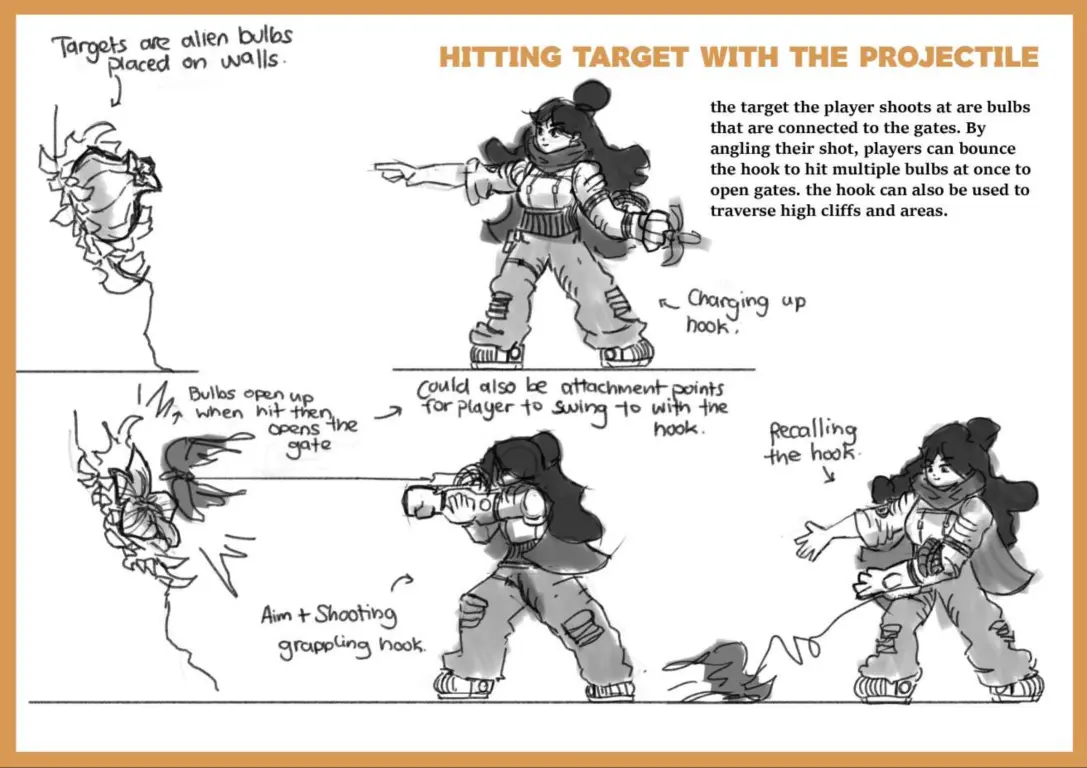 Targets are alien bulbs
placed on walls.
HITTING TARGET WITH THE PROJECTILE
the target the player shoots at are bulbs
that are connected to the gates. By
angling their shot, players can bounce
the hook to hit multiple bulbs at once to
open gates. the hook can also be used to
traverse high cliffs and areas.
Charging up
hook.
Bulbs open up
when hit then
opens the
gate
Could also be attachment points
for player to swing to with the
hook.
Recalling
the hook.
Aim + Shooting
grappling hook.